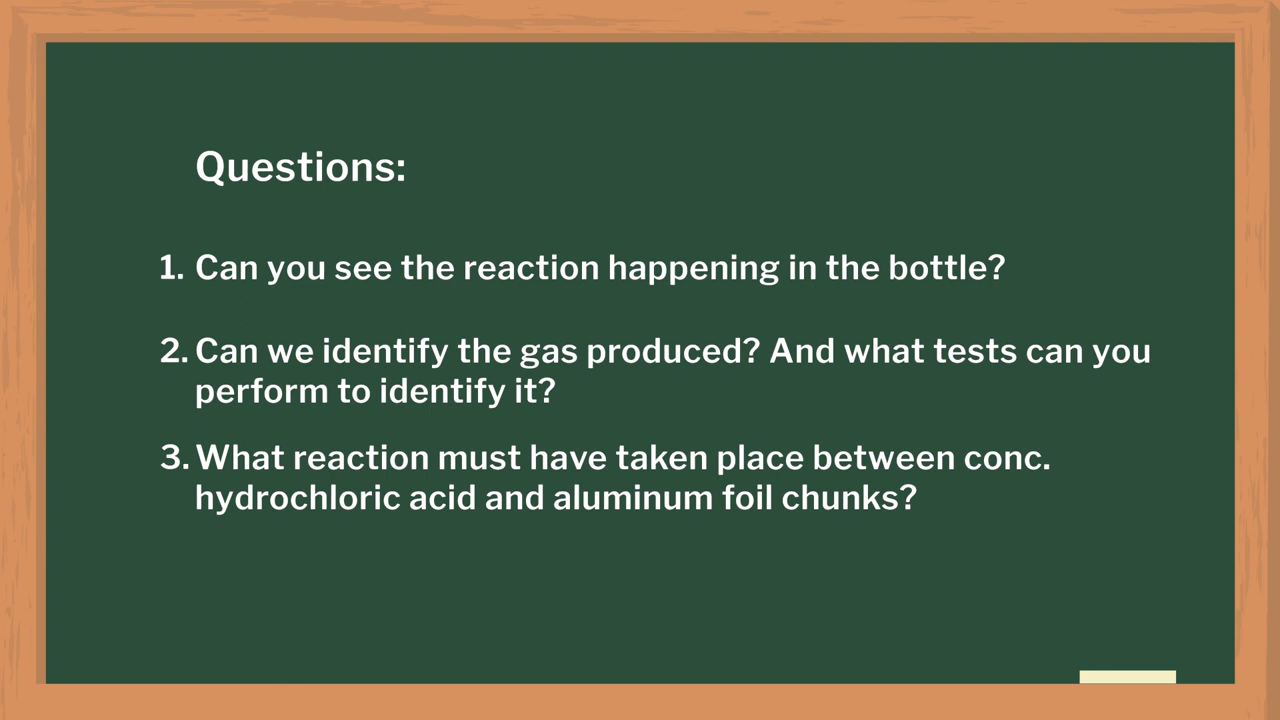 Questions:
1. Can you see the reaction happening in the bottle?
2. Can we identify the gas produced? And what tests can you
perform to identify it?
3. What reaction must have taken place between conc.
hydrochloric acid and aluminum foil chunks?